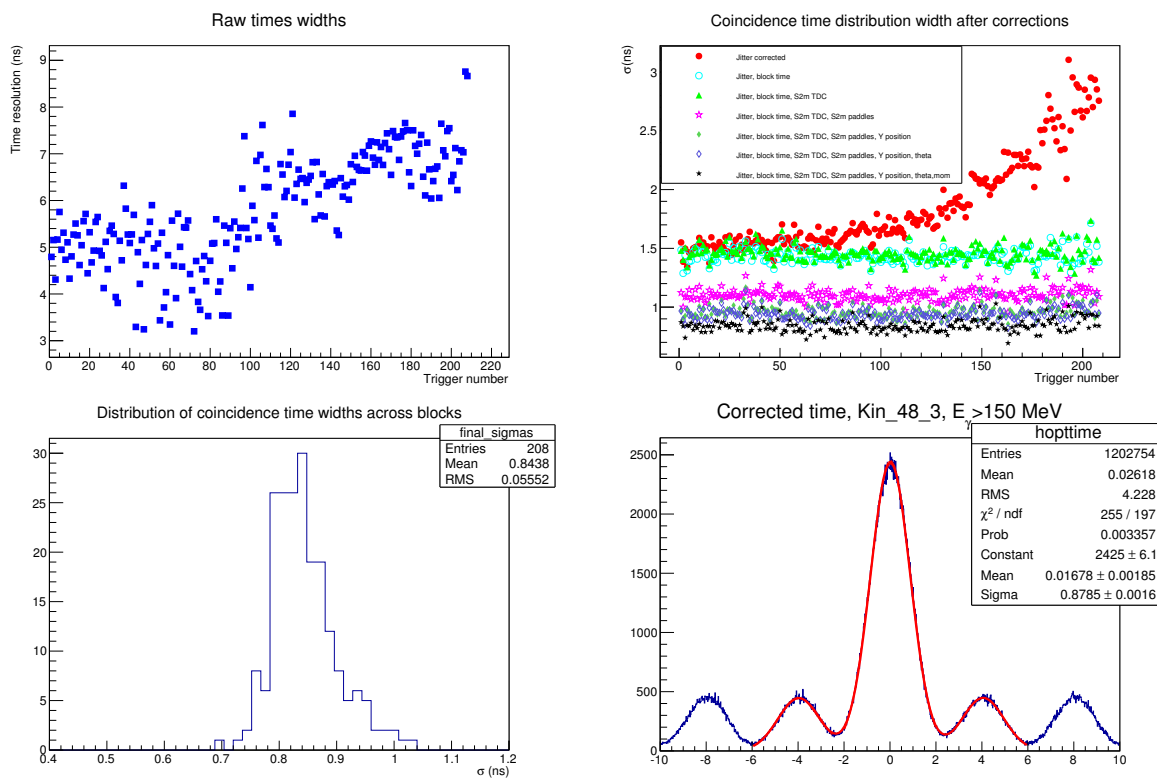 Raw times widths
Time resolution (ns)
9
8
7
6
5
4
3
0 20 40 60 80 100 120 140 160 180 200 220
Trigger number
Coincidence time distribution width after corrections
σ(ns)
3
2.5
2
1.5
1
Jitter corrected
Jitter, block time
Jitter, block time, S2m TDC
Jitter, block time, S2m TDC, S2m paddles
Jitter, block time, S2m TDC, S2m paddles, Y position
Jitter, block time, S2m TDC, S2m paddles, Y position, theta
Jitter, block time, S2m TDC, S2m paddles, Y position, theta,mom
0 50 100 150 200
Trigger number
Distribution of coincidence time widths across blocks
final_sigmas
Entries 208
Mean 0.8438
RMS 0.05552
30
25
20
15
10
5
0
0.4 0.5 0.6 0.7 0.8 0.9 1 1.1 1.2
σ (ns)
Corrected time, Kin_48_3, Eγ>150 MeV
hopttime
Entries 1202754
Mean 0.02618
RMS 4.228
χ² / ndf 255 / 197
Prob 0.003357
Constant 2425 ± 6.1
Mean 0.01678 ± 0.00185
Sigma 0.8785 ± 0.0016
2500
2000
1500
1000
500
0
-10 -8 -6 -4 -2 0 2 4 6 8 10